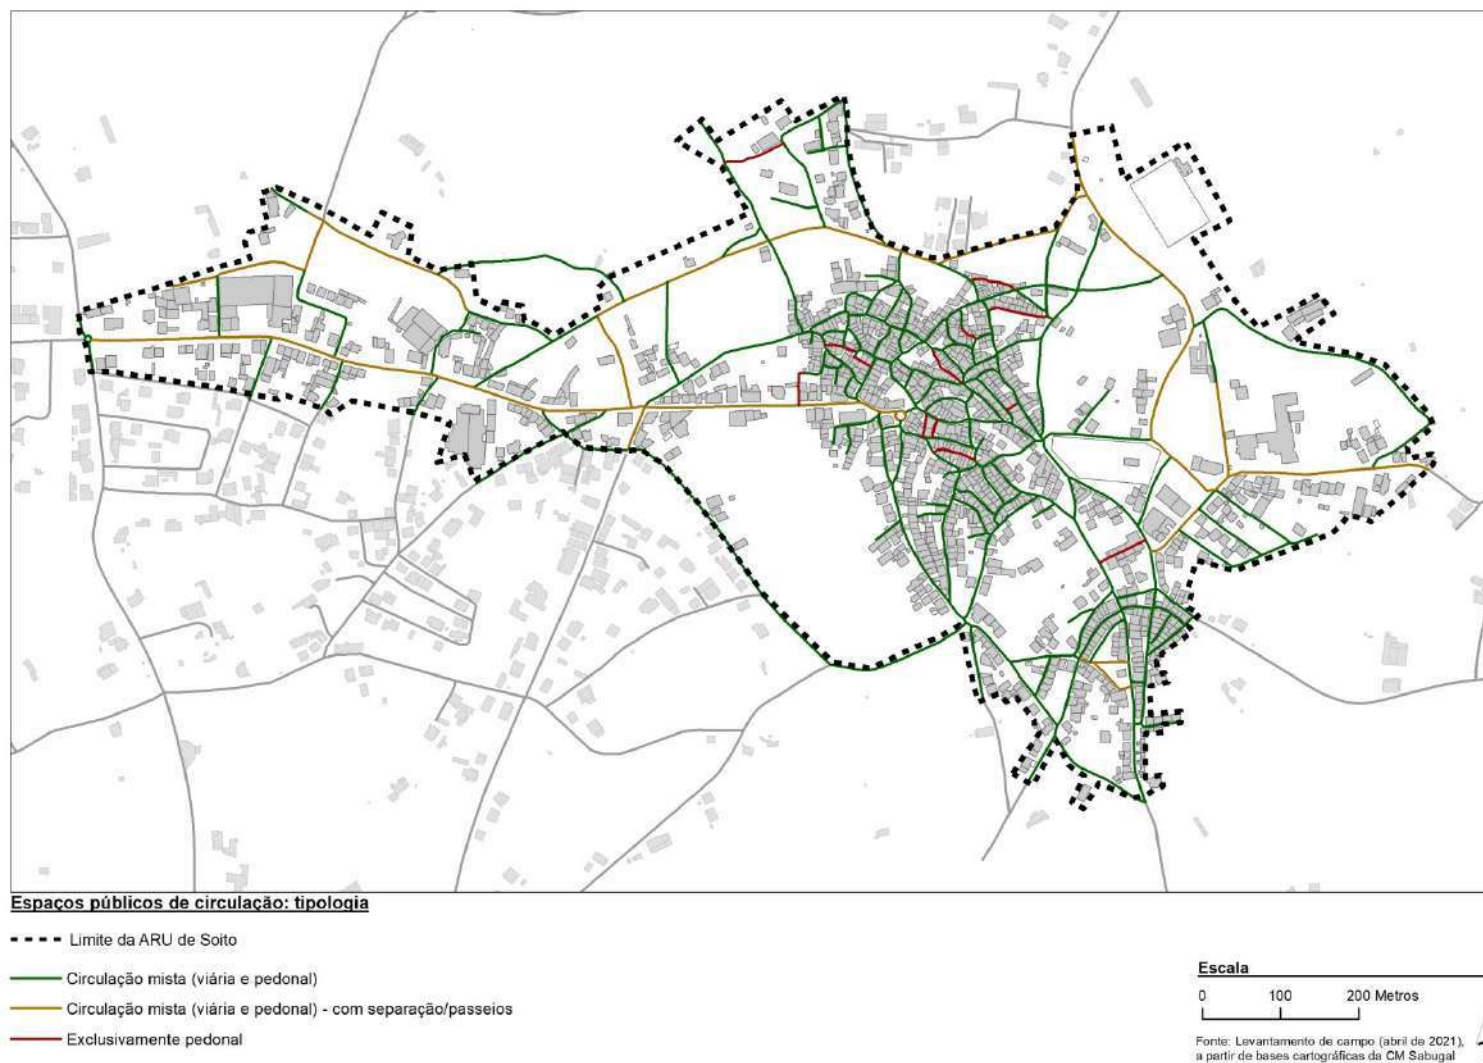 Espaços públicos de circulação: tipologia
Limite da ARU de Soito
Circulação mista (viária e pedonal)
Circulação mista (viária e pedonal) - com separação/passeios
Exclusivamente pedonal
Escala
0 100 200 Metros
Fonte: Levantamento de campo (abril de 2021),
a partir de bases cartográficas da CM Sabugal